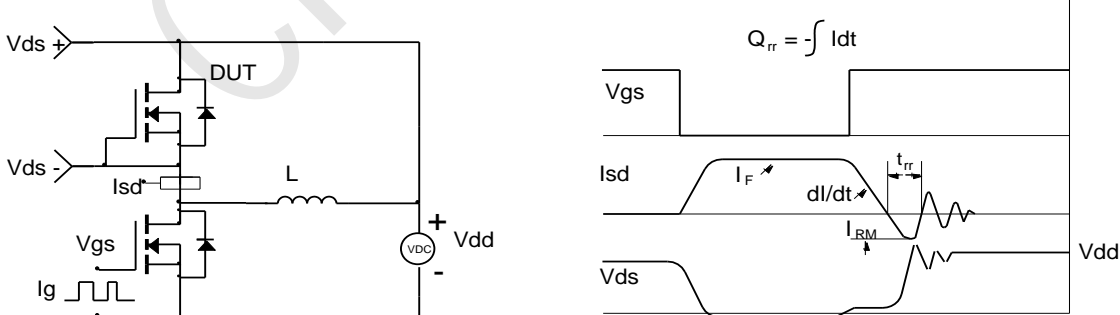 Vds +
DUT
Vds -
Isd
L
Vgs
Ig
VDC
+
-
Vdd
Qrr = -∫ Idt
Vgs
Isd
IF
dI/dt
trr
IRM
Vds
Vdd